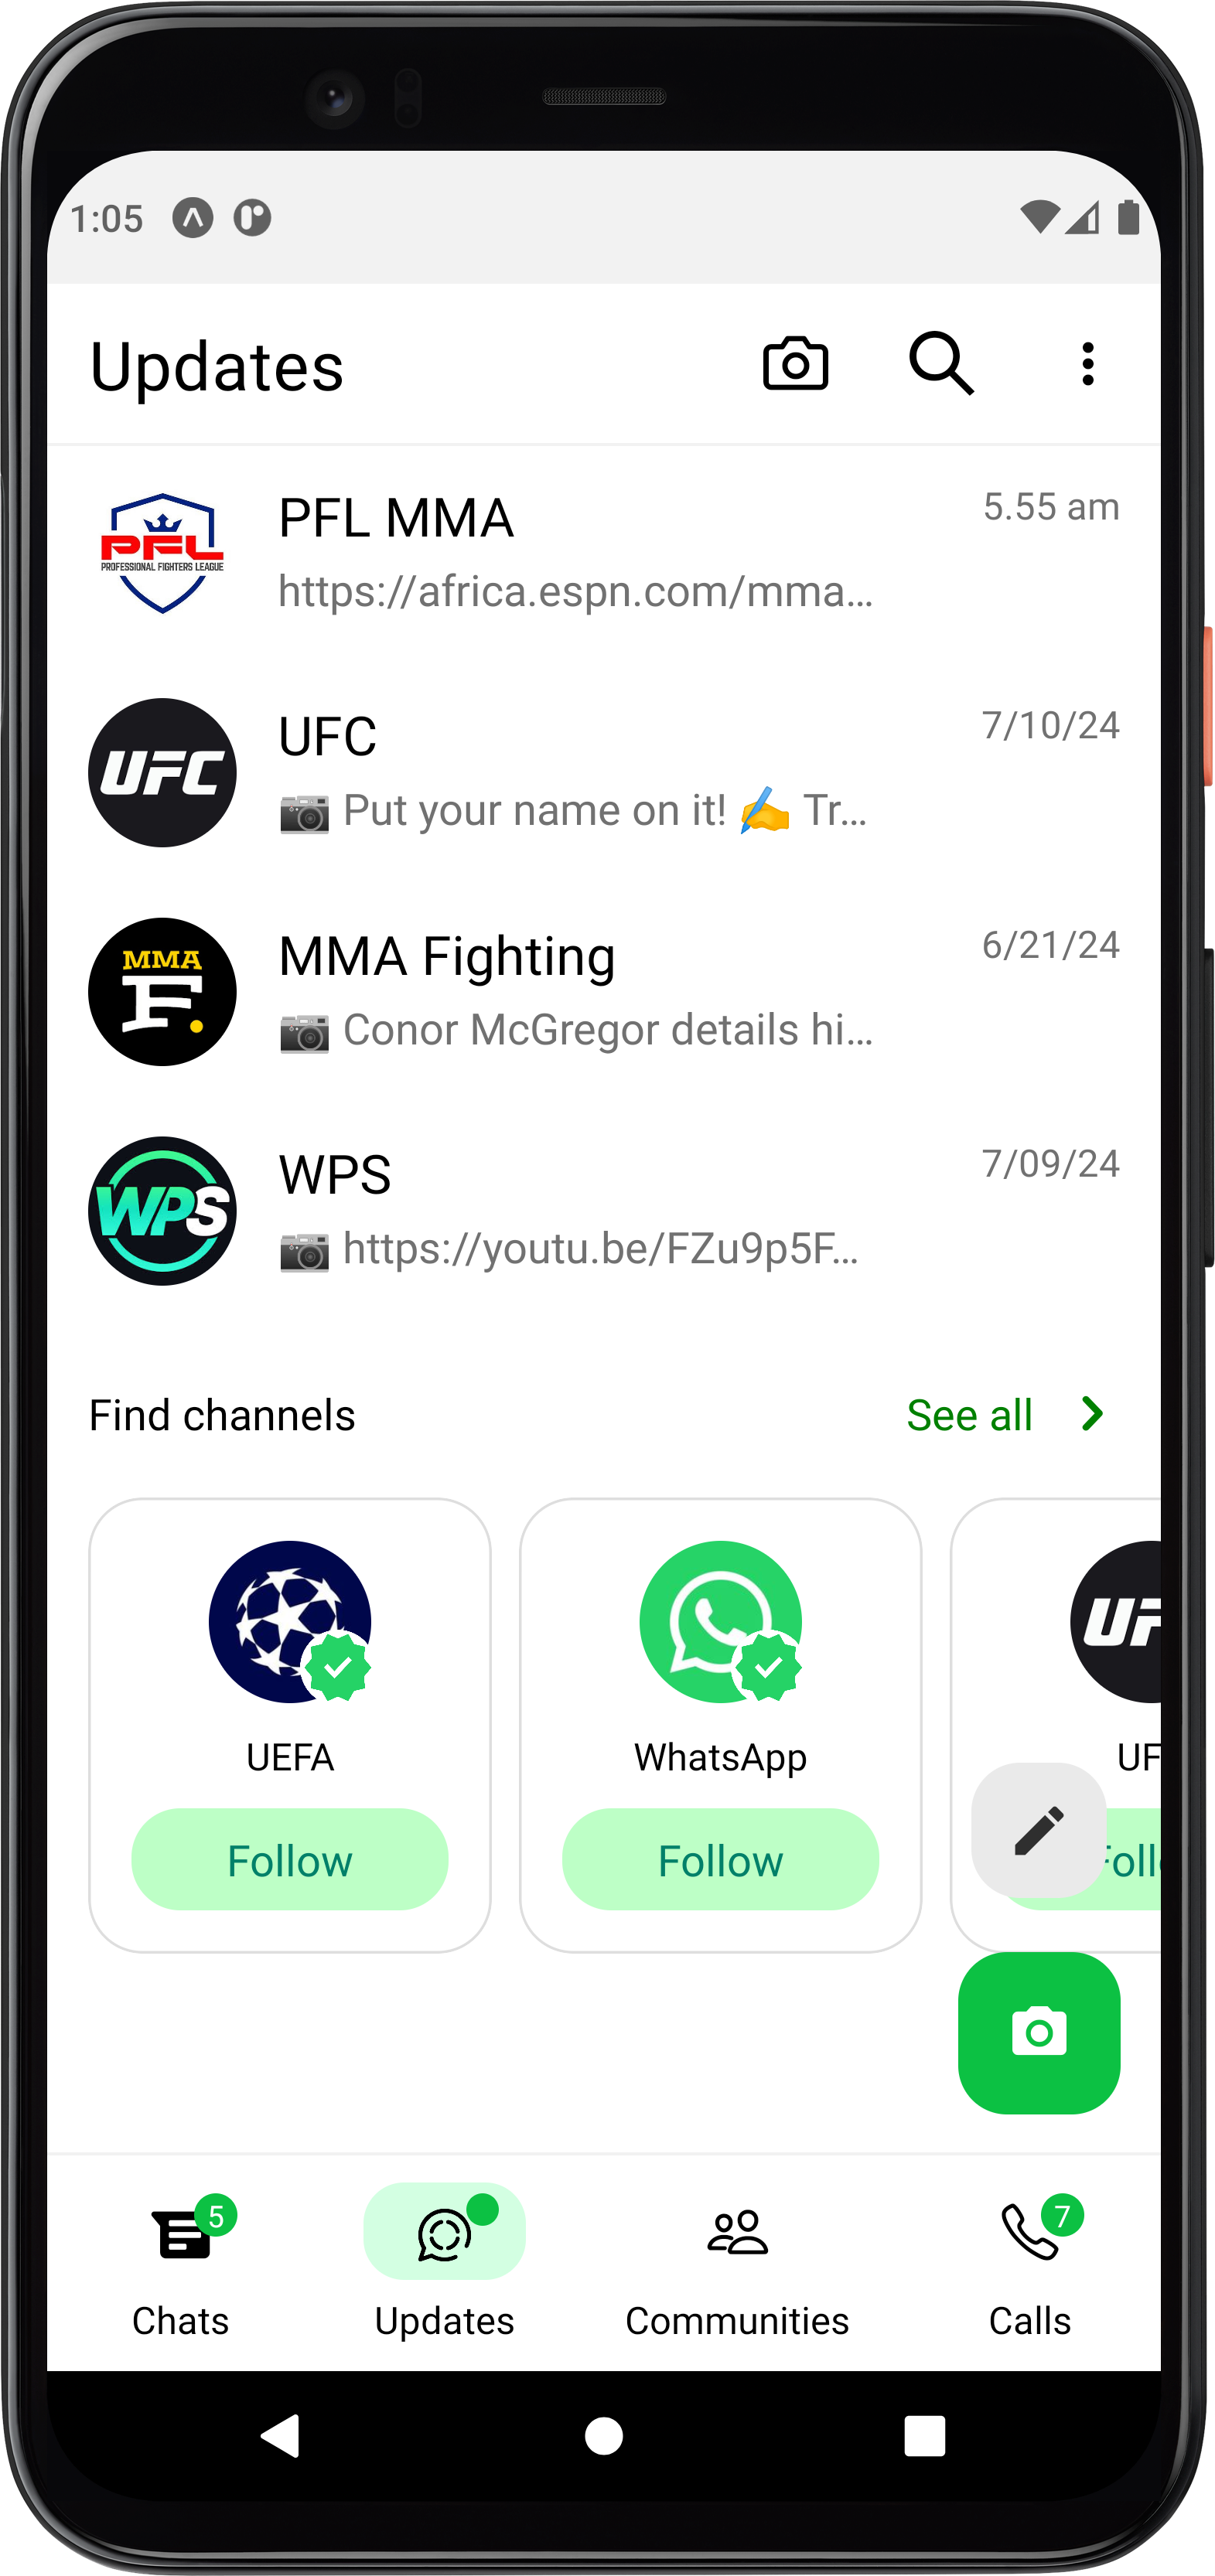 1:05
Updates
PFL
PROFESSIONAL FIGHTERS LEAGUE
PFL MMA
5.55 am
https://africa.espn.com/mma...
UFC
UFC
7/10/24
📷 Put your name on it! ✍️ Tr...
MMA
F.
MMA Fighting
6/21/24
📷 Conor McGregor details hi...
WPS
WPS
7/09/24
📷 https://youtu.be/FZu9p5F...
Find channels
See all
UF
UEFA
WhatsApp
UF
Follow
Follow
Foll
5
7
Chats
Updates
Communities
Calls